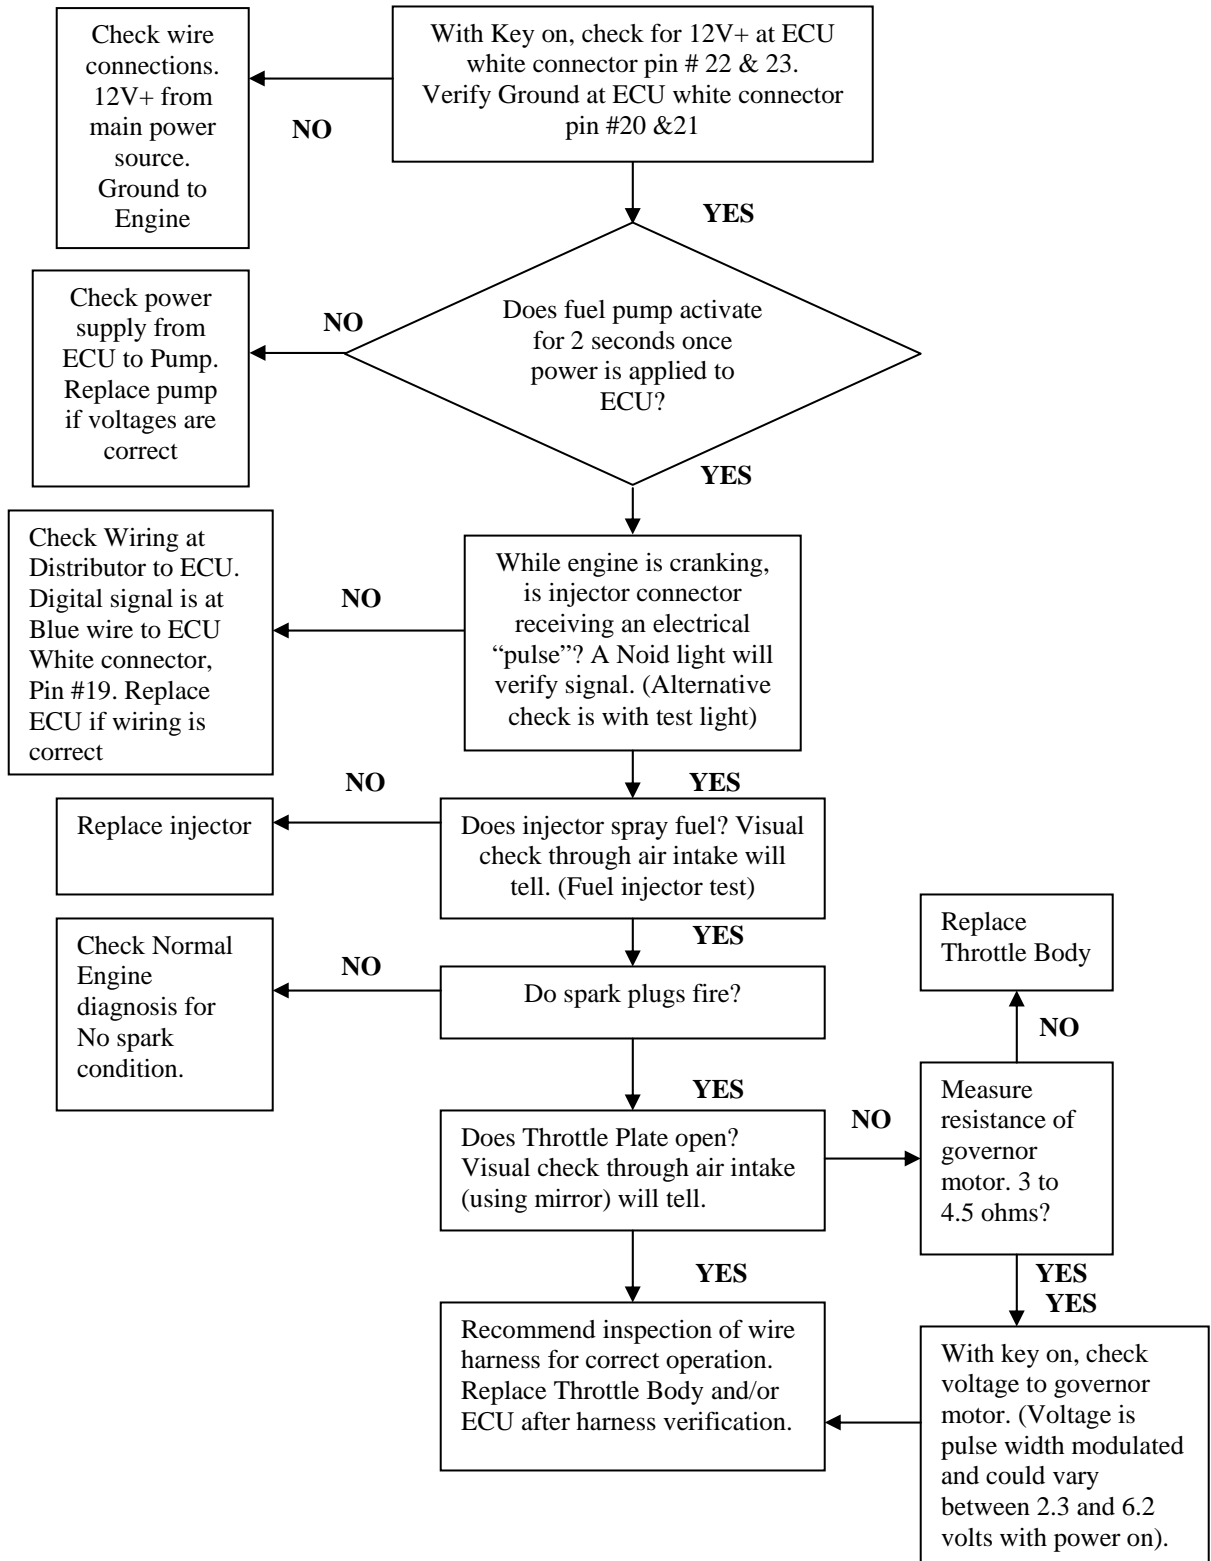 With Key on, check for 12V+ at ECU
white connector pin # 22 & 23.
Verify Ground at ECU white connector
pin #20 &21
NO
Check wire
connections.
12V+ from
main power
source.
Ground to
Engine
YES
Does fuel pump activate
for 2 seconds once
power is applied to
ECU?
NO
Check power
supply from
ECU to Pump.
Replace pump
if voltages are
correct
YES
While engine is cranking,
is injector connector
receiving an electrical
“pulse”? A Noid light will
verify signal. (Alternative
check is with test light)
NO
Check Wiring at
Distributor to ECU.
Digital signal is at
Blue wire to ECU
White connector,
Pin #19. Replace
ECU if wiring is
correct
YES
Does injector spray fuel? Visual
check through air intake will
tell. (Fuel injector test)
NO
Replace injector
YES
Do spark plugs fire?
NO
Check Normal
Engine
diagnosis for
No spark
condition.
YES
Does Throttle Plate open?
Visual check through air intake
(using mirror) will tell.
NO
Measure
resistance of
governor
motor. 3 to
4.5 ohms?
NO
Replace
Throttle Body
YES
YES
With key on, check
voltage to governor
motor. (Voltage is
pulse width modulated
and could vary
between 2.3 and 6.2
volts with power on).
YES
Recommend inspection of wire
harness for correct operation.
Replace Throttle Body and/or
ECU after harness verification.